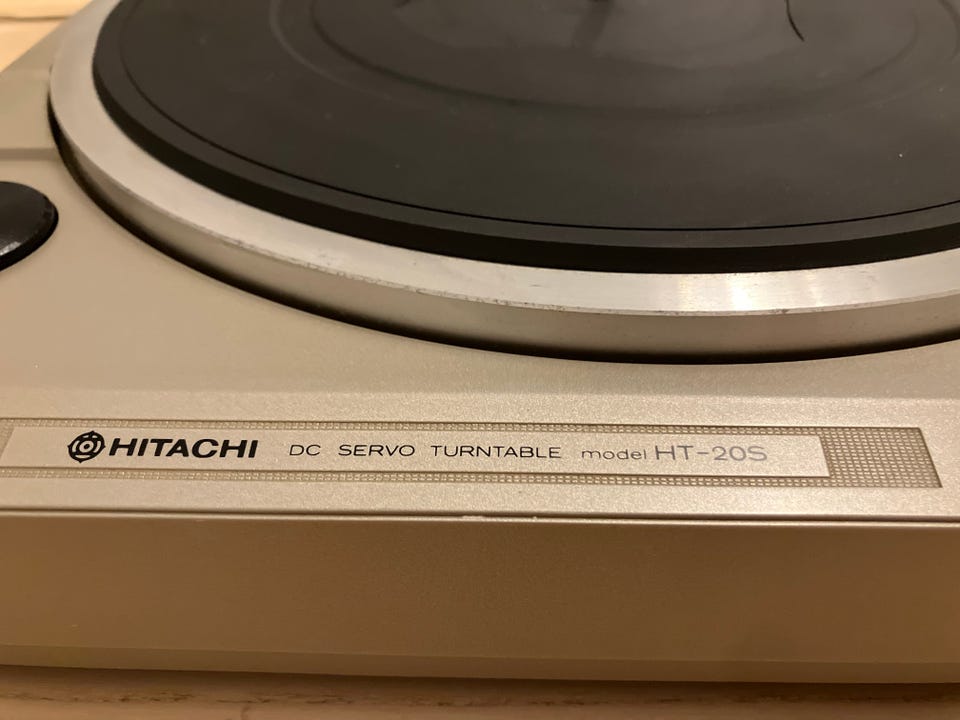 HITACHI DC SERVO TURNTABLE model HT-20S